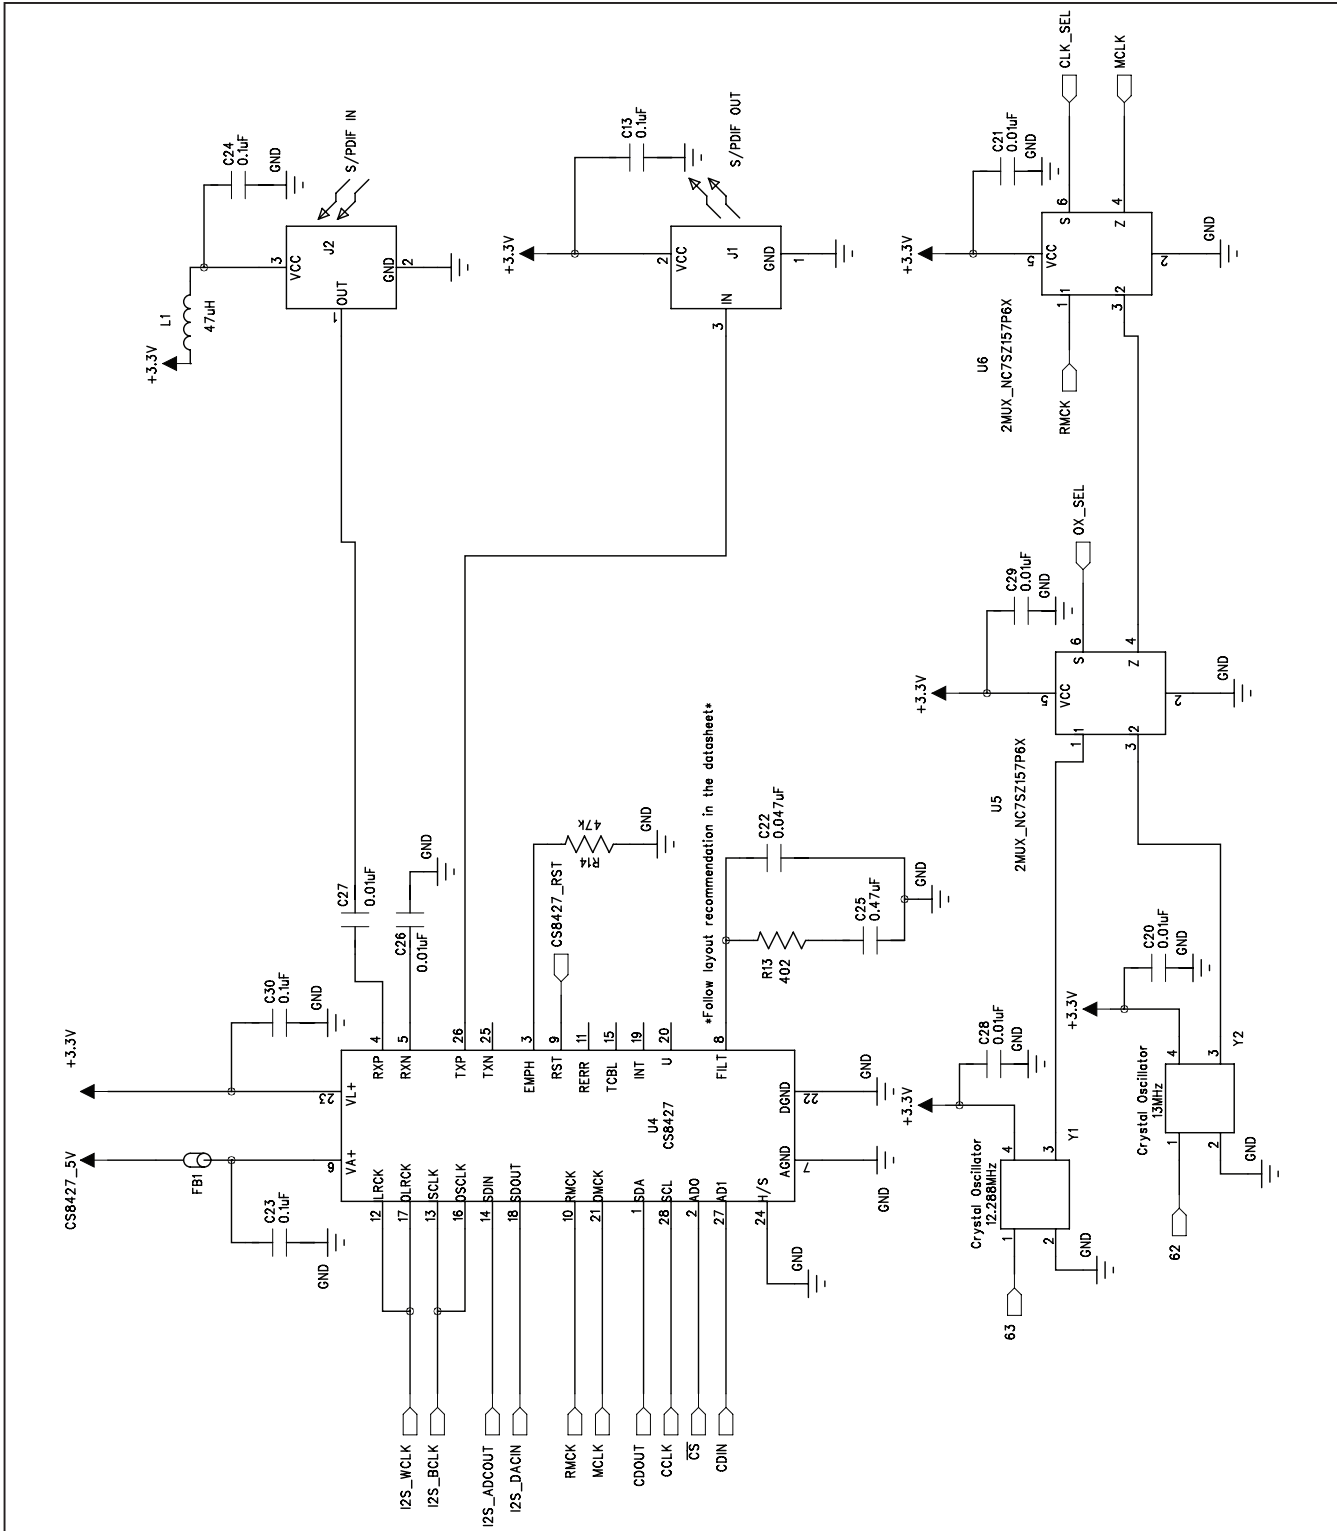 CS8427_5V
+3.3V
FB1
C23
0.1uF
GND
C30
0.1uF
GND
6
VA+
23
VL+
U4
CS8427
12 LRCK
17 OLRCK
13 SCLK
16 OSCLK
14 SDIN
18 SDOUT
10 RMCK
21 OMCK
1 SDA
28 SCL
2 AD0
27 AD1
24 H/S
GND
I2S_WCLK
I2S_BCLK
I2S_ADCOUT
I2S_DACIN
RMCK
MCLK
CDOUT
CCLK
CS
CDIN
RXP 4
RXN 5
TXP 26
TXN 25
EMPH 3
RST 9
RERR 11
TCBL 15
INT 19
U 20
FILT 8
AGND
7
GND
DGND
22
GND
C27
0.01uF
C26
0.01uF
GND
CS8427_RST
R14
47k
GND
*Follow layout recommendation in the datasheet*
R13
402
C25
0.47uF
C22
0.047uF
GND
+3.3V
L1
47uH
C24
0.1uF
GND
3
VCC
J2
1
OUT
GND
2
S/PDIF IN
+3.3V
C13
0.1uF
2
VCC
J1
3
IN
GND
1
S/PDIF OUT
+3.3V
C28
0.01uF
GND
Crystal Oscillator
12.288MHz
1
2
3
4
Y1
63
GND
+3.3V
C20
0.01uF
GND
Crystal Oscillator
13MHz
1
2
3
4
Y2
62
GND
U5
2MUX_NC7SZ157P6X
+3.3V
C29
0.01uF
GND
5
VCC
1 I1
3 I2
S 6
Z 4
2
GND
OX_SEL
U6
2MUX_NC7SZ157P6X
+3.3V
C21
0.01uF
GND
5
VCC
1 I1
3 I2
S 6
Z 4
2
GND
RMCK
CLK_SEL
MCLK